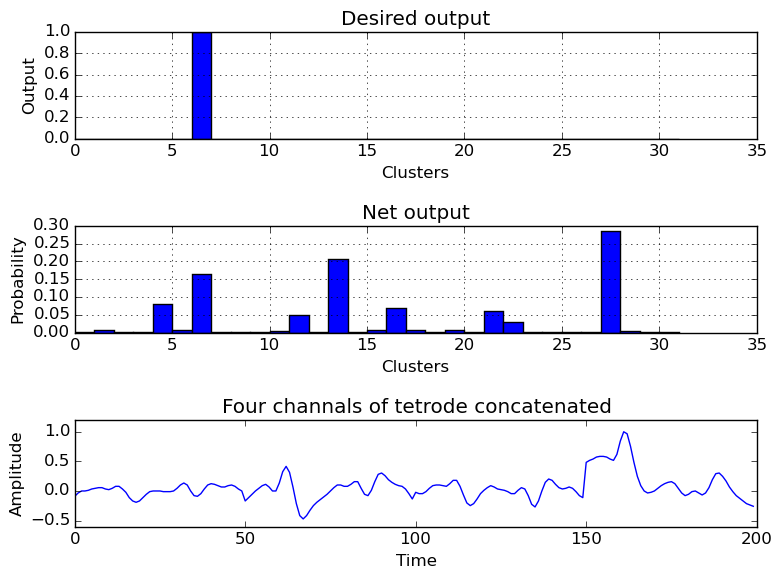 Desired output
1.0
0.8
0.6
0.4
0.2
0.0
Output
0 5 10 15 20 25 30 35
Clusters
Net output
0.30
0.25
0.20
0.15
0.10
0.05
0.00
Probability
0 5 10 15 20 25 30 35
Clusters
Four channals of tetrode concatenated
1.0
0.5
0.0
−0.5
Amplitude
0 50 100 150 200
Time